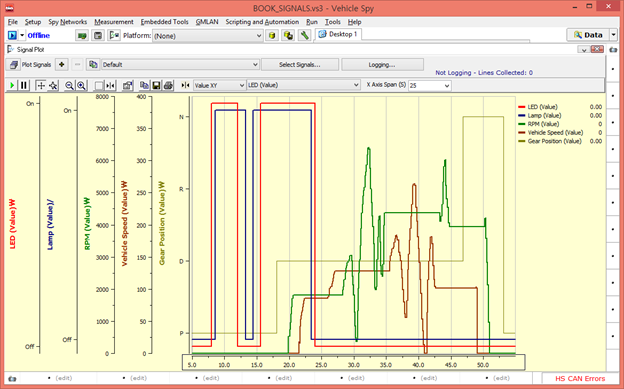 BOOK_SIGNALS.vs3 - Vehicle Spy
File Setup Spy Networks Measurement Embedded Tools GMLAN Scripting and Automation Run Tools Help
Offline Platform: (None) Desktop 1 Data
Signal Plot
Plot Signals Default Select Signals... Logging...
Not Logging - Lines Collected: 0
Value XY LED (Value) X Axis Span (S) 25
On On 8000 400 N
7000 350
6000 300 R
5000 250
4000 200
3000 150 D
2000 100
1000 50 P
Off Off 0 0
LED (Value)₩
Lamp (Value)/
RPM (Value)₩
Vehicle Speed (Value)₩
Gear Position (Value)₩
LED (Value) 0.00
Lamp (Value) 0.00
RPM (Value) 0
Vehicle Speed (Value) 0
Gear Position (Value) 0.00
5.0 10.0 15.0 20.0 25.0 30.0 35.0 40.0 45.0 50.0
(edit) (edit) (edit) (edit) (edit) (edit) HS CAN Errors